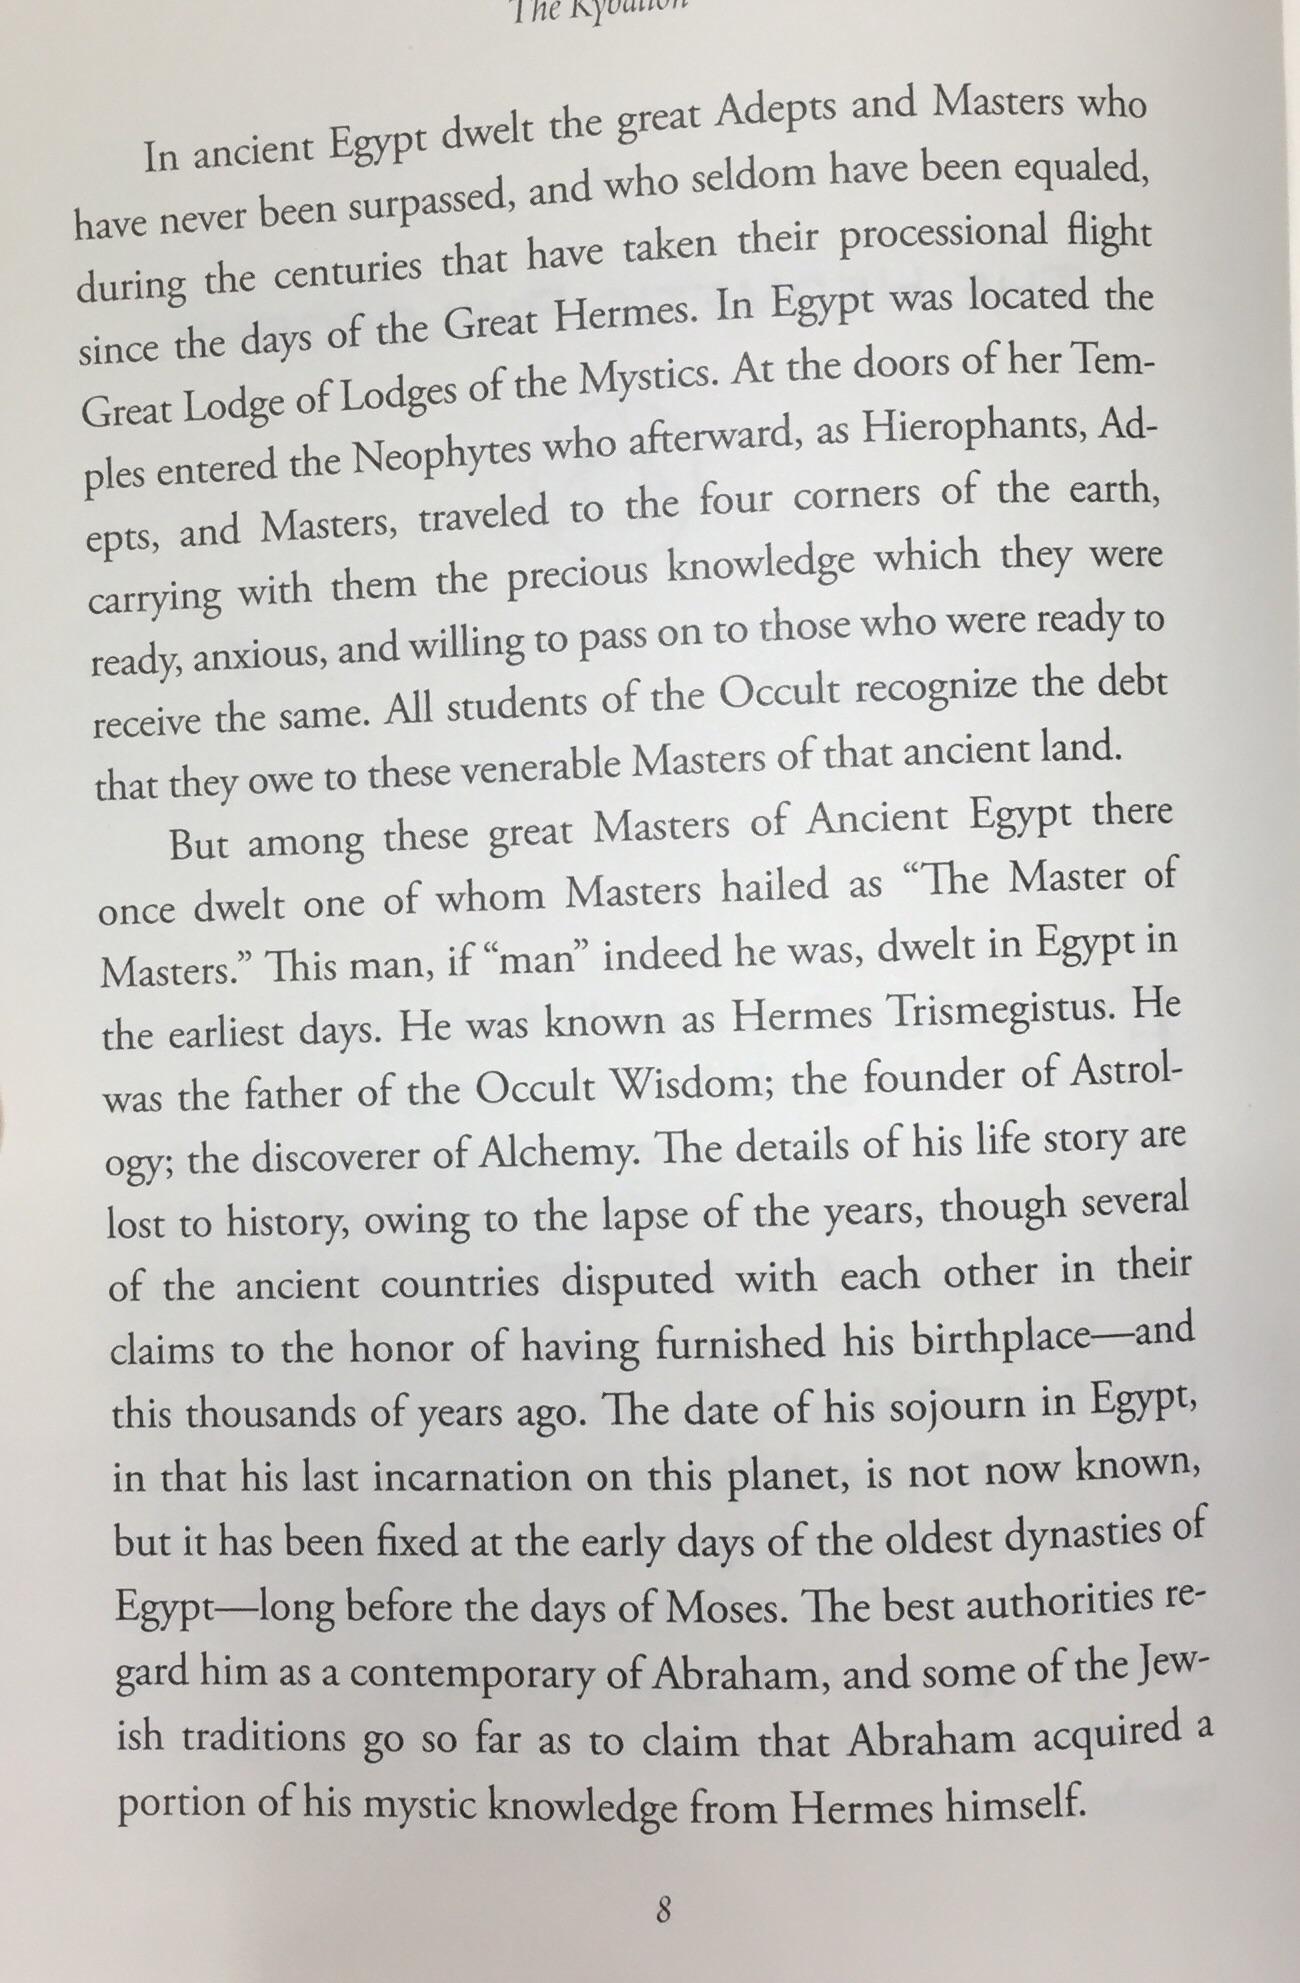 The Kybalion
In ancient Egypt dwelt the great Adepts and Masters who
have never been surpassed, and who seldom have been equaled,
during the centuries that have taken their processional flight
since the days of the Great Hermes. In Egypt was located the
Great Lodge of Lodges of the Mystics. At the doors of her Tem-
ples entered the Neophytes who afterward, as Hierophants, Ad-
epts, and Masters, traveled to the four corners of the earth,
carrying with them the precious knowledge which they were
ready, anxious, and willing to pass on to those who were ready to
receive the same. All students of the Occult recognize the debt
that they owe to these venerable Masters of that ancient land.
But among these great Masters of Ancient Egypt there
once dwelt one of whom Masters hailed as “The Master of
Masters.” This man, if “man” indeed he was, dwelt in Egypt in
the earliest days. He was known as Hermes Trismegistus. He
was the father of the Occult Wisdom; the founder of Astrol-
ogy; the discoverer of Alchemy. The details of his life story are
lost to history, owing to the lapse of the years, though several
of the ancient countries disputed with each other in their
claims to the honor of having furnished his birthplace—and
this thousands of years ago. The date of his sojourn in Egypt,
in that his last incarnation on this planet, is not now known,
but it has been fixed at the early days of the oldest dynasties of
Egypt—long before the days of Moses. The best authorities re-
gard him as a contemporary of Abraham, and some of the Jew-
ish traditions go so far as to claim that Abraham acquired a
portion of his mystic knowledge from Hermes himself.
8